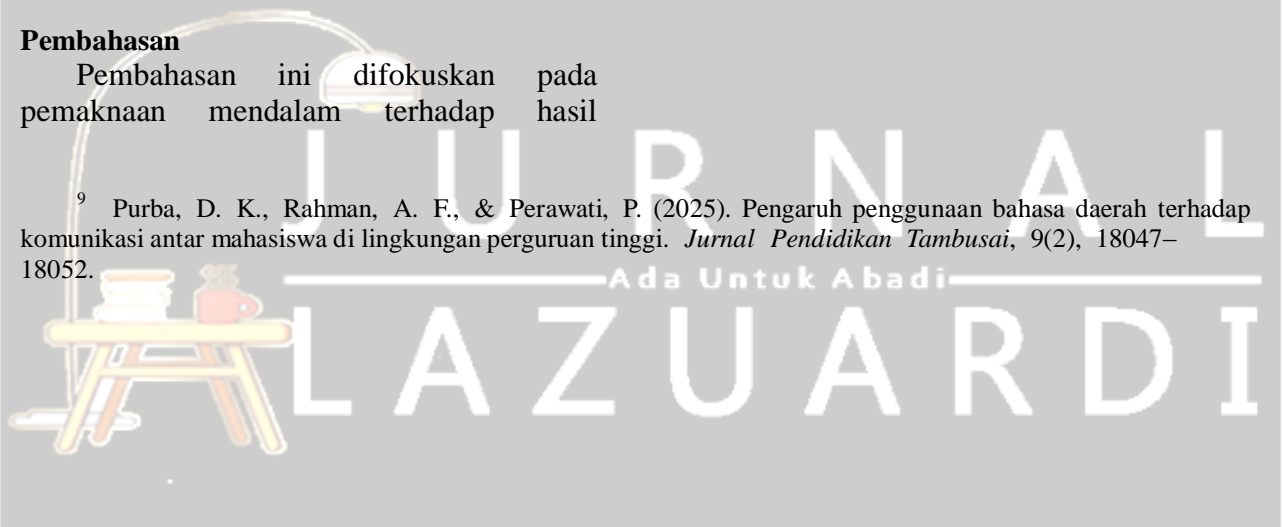 Pembahasan
Pembahasan ini difokuskan pada
pemaknaan mendalam terhadap hasil
JURNAL
9 Purba, D. K., Rahman, A. F., & Perawati, P. (2025). Pengaruh penggunaan bahasa daerah terhadap
komunikasi antar mahasiswa di lingkungan perguruan tinggi. Jurnal Pendidikan Tambusai, 9(2), 18047–
18052.
Ada Untuk Abadi
LAZUARDI